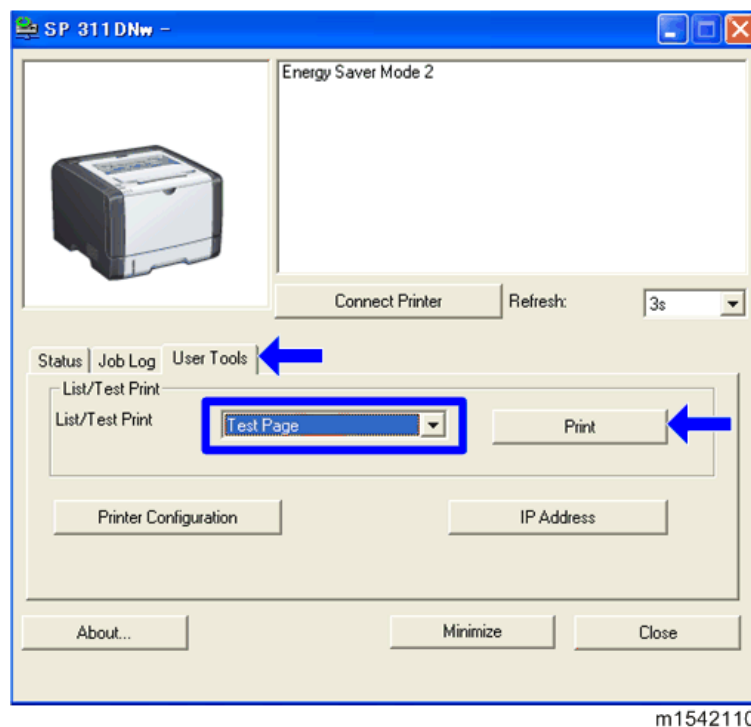 SP 311DNw -
Energy Saver Mode 2
Connect Printer
Refresh:
3s
Status
Job Log
User Tools
List/Test Print
List/Test Print
Test Page
Print
Printer Configuration
IP Address
About...
Minimize
Close
m1542110